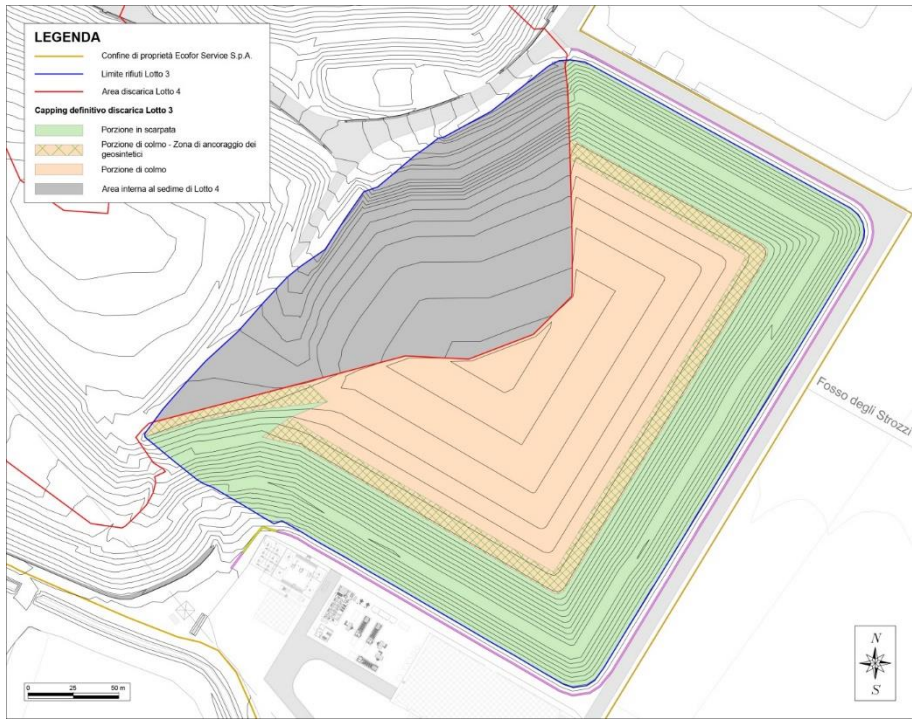 LEGENDA
Confine di proprietà Ecofor Service S.p.A.
Limite rifiuti Lotto 3
Area discarica Lotto 4
Capping definitivo discarica Lotto 3
Porzione in scarpata
Porzione di colmo - Zona di ancoraggio dei
geosintetici
Porzione di colmo
Area interna al sedime di Lotto 4
Fosso degli Strozzi
N
S
0 25 50 m